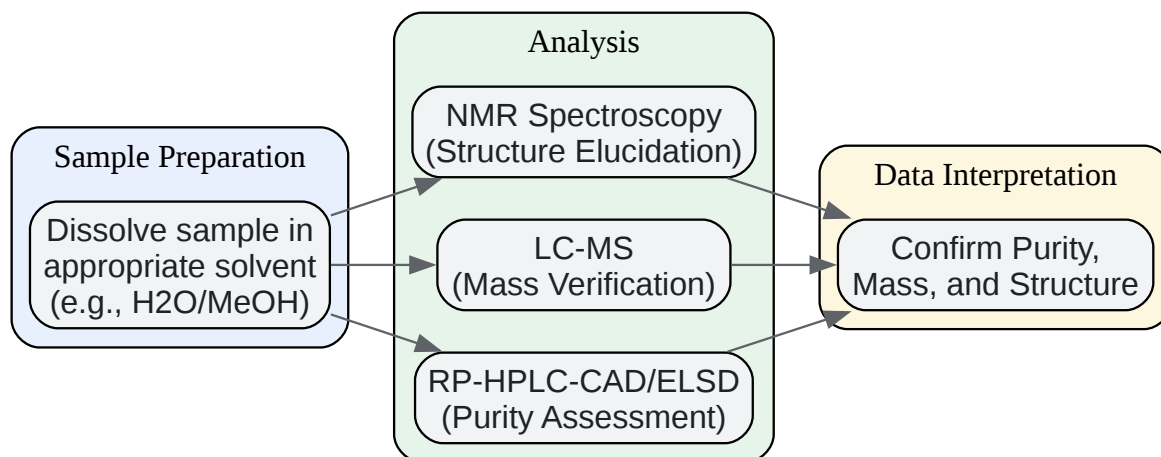 Sample Preparation
Dissolve sample in
appropriate solvent
(e.g., H2O/MeOH)
Analysis
NMR Spectroscopy
(Structure Elucidation)
LC-MS
(Mass Verification)
RP-HPLC-CAD/ELSD
(Purity Assessment)
Data Interpretation
Confirm Purity,
Mass, and Structure